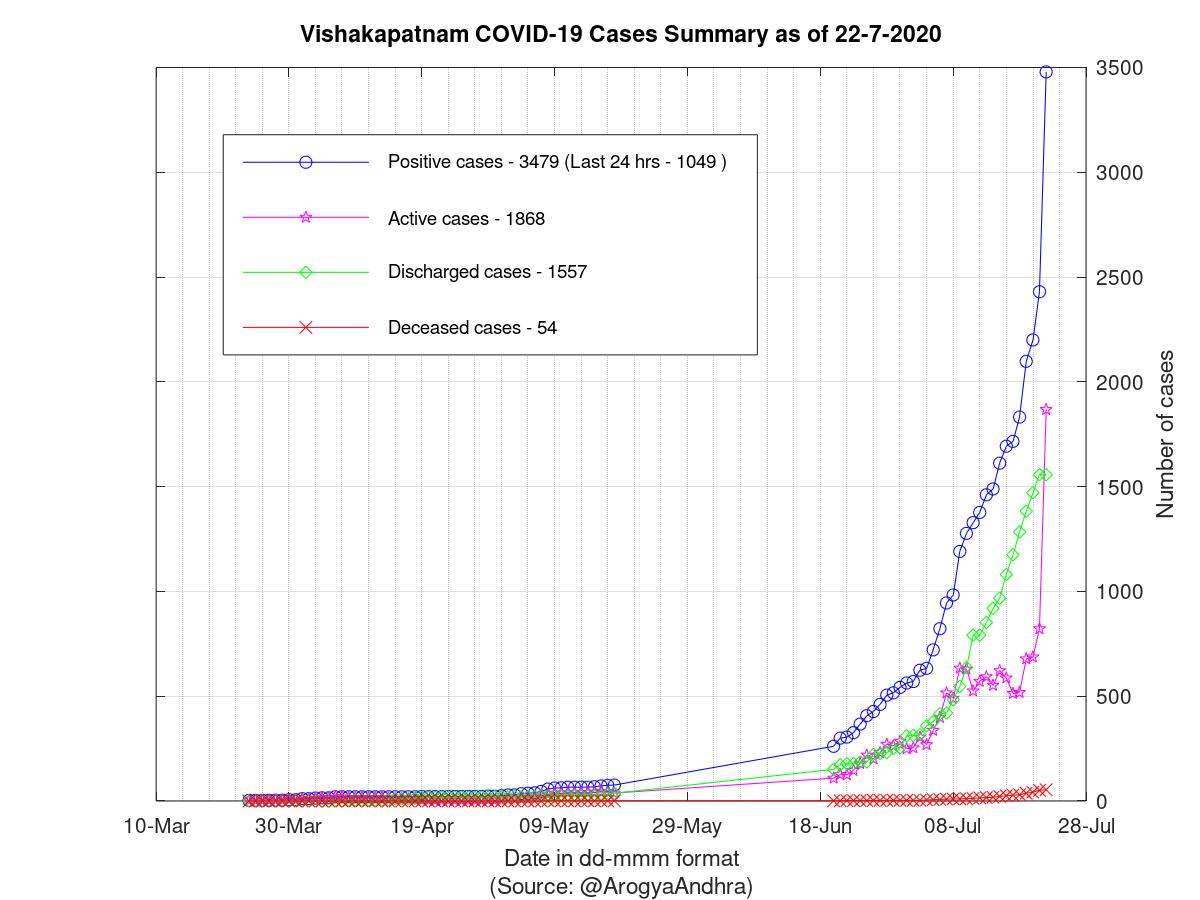 Vishakapatnam COVID-19 Cases Summary as of 22-7-2020
Positive cases - 3479 (Last 24 hrs - 1049 )
Active cases - 1868
Discharged cases - 1557
Deceased cases - 54
3500
3000
2500
2000
1500
1000
500
0
Number of cases
10-Mar 30-Mar 19-Apr 09-May 29-May 18-Jun 08-Jul 28-Jul
Date in dd-mmm format
(Source: @ArogyaAndhra)